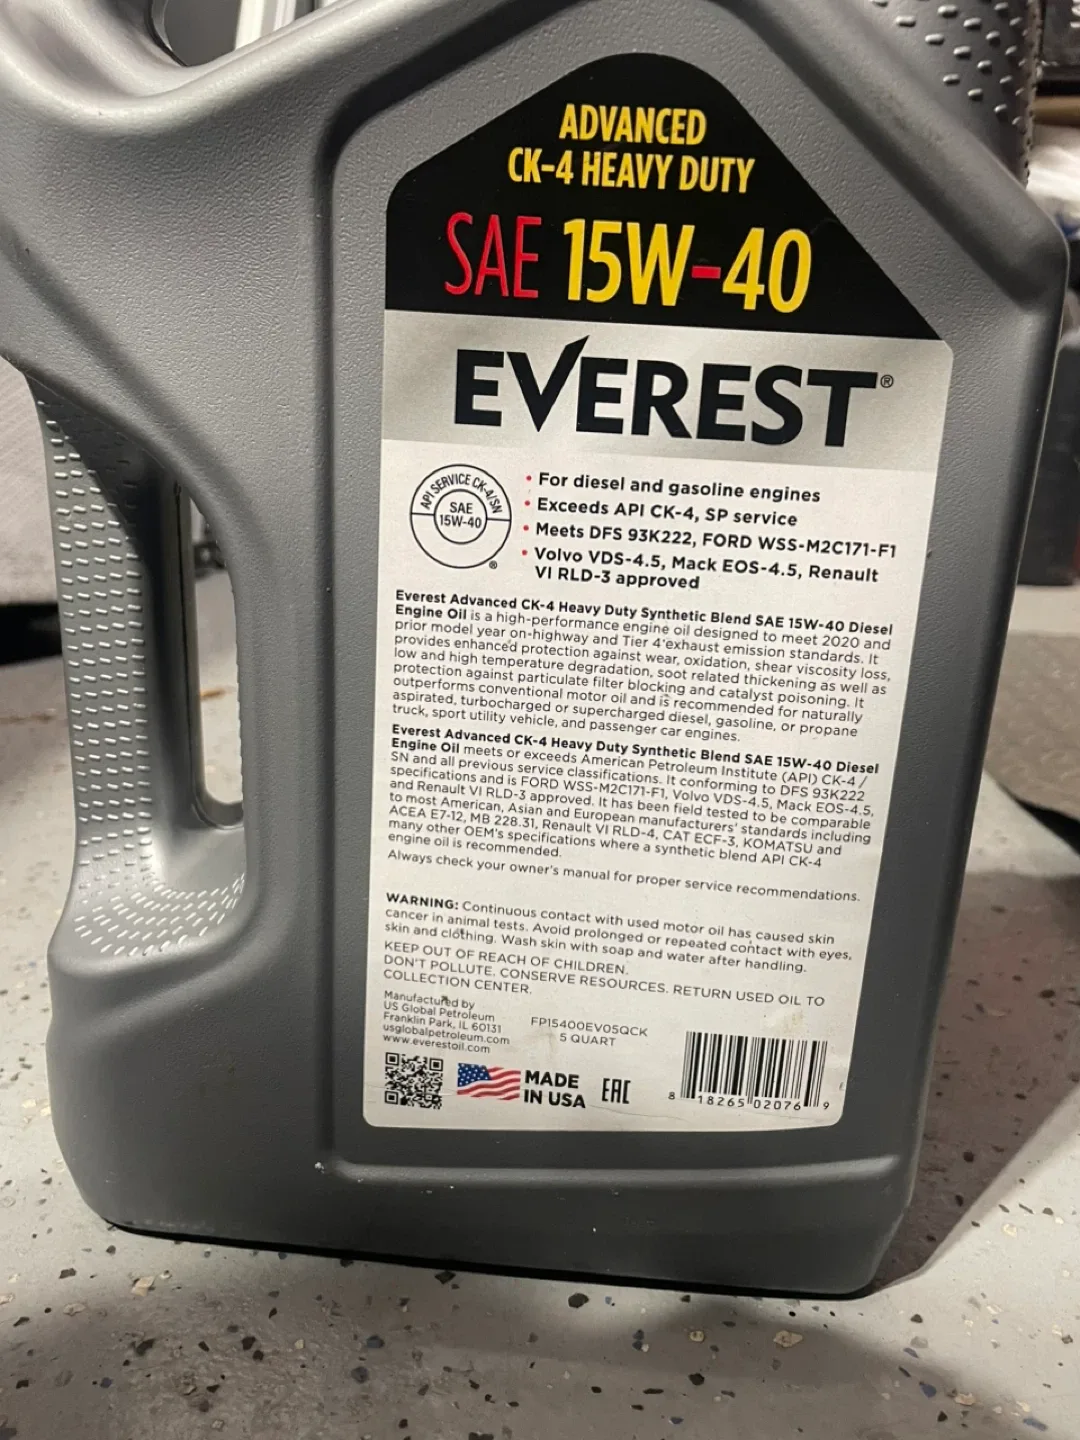 ADVANCED
CK-4 HEAVY DUTY
SAE 15W-40
EVEREST®
API SERVICE CK-4/SN
SAE
15W-40
®
• For diesel and gasoline engines
• Exceeds API CK-4, SP service
• Meets DFS 93K222, FORD WSS-M2C171-F1
• Volvo VDS-4.5, Mack EOS-4.5, Renault
VI RLD-3 approved
Everest Advanced CK-4 Heavy Duty Synthetic Blend SAE 15W-40 Diesel
Engine Oil is a high-performance engine oil designed to meet 2020 and
prior model year on-highway and Tier 4 exhaust emission standards. It
provides enhanced protection against wear, oxidation, shear viscosity loss,
low and high temperature degradation, soot related thickening as well as
protection against particulate filter blocking and catalyst poisoning. It
outperforms conventional motor oil and is recommended for naturally
aspirated, turbocharged or supercharged diesel, gasoline, or propane
truck, sport utility vehicle, and passenger car engines.
Everest Advanced CK-4 Heavy Duty Synthetic Blend SAE 15W-40 Diesel
Engine Oil meets or exceeds American Petroleum Institute (API) CK-4 /
SN and all previous service classifications. It conforming to DFS 93K222
specifications and is FORD WSS-M2C171-F1, Volvo VDS-4.5, Mack EOS-4.5,
and Renault VI RLD-3 approved. It has been field tested to be comparable
to most American, Asian and European manufacturers' standards including
ACEA E7-12, MB 228.31, Renault VI RLD-4, CAT ECF-3, KOMATSU and
many other OEM's specifications where a synthetic blend API CK-4
engine oil is recommended.
Always check your owner's manual for proper service recommendations.
WARNING: Continuous contact with used motor oil has caused skin
cancer in animal tests. Avoid prolonged or repeated contact with eyes,
skin and clothing. Wash skin with soap and water after handling.
KEEP OUT OF REACH OF CHILDREN.
DON'T POLLUTE. CONSERVE RESOURCES. RETURN USED OIL TO
COLLECTION CENTER.
Manufactured by
US Global Petroleum
Franklin Park, IL 60131
usglobalpetroleum.com
www.everestoil.com
FP15400EV05QCK
5 QUART
MADE
IN USA
EAC
8 18265 02076 9